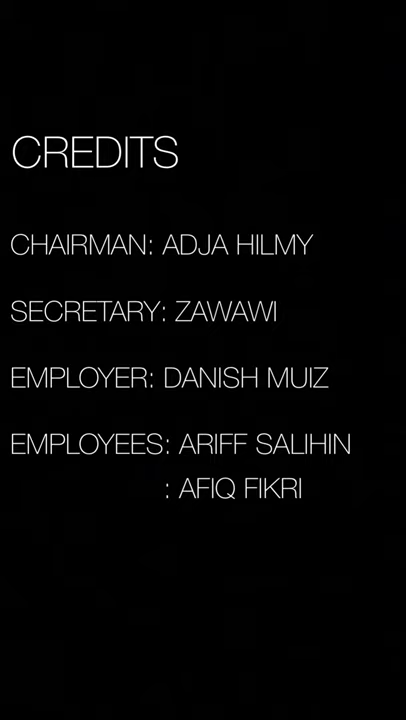 CREDITS
CHAIRMAN: ADJA HILMY
SECRETARY: ZAWAWI
EMPLOYER: DANISH MUIZ
EMPLOYEES: ARIFF SALIHIN
: AFIQ FIKRI